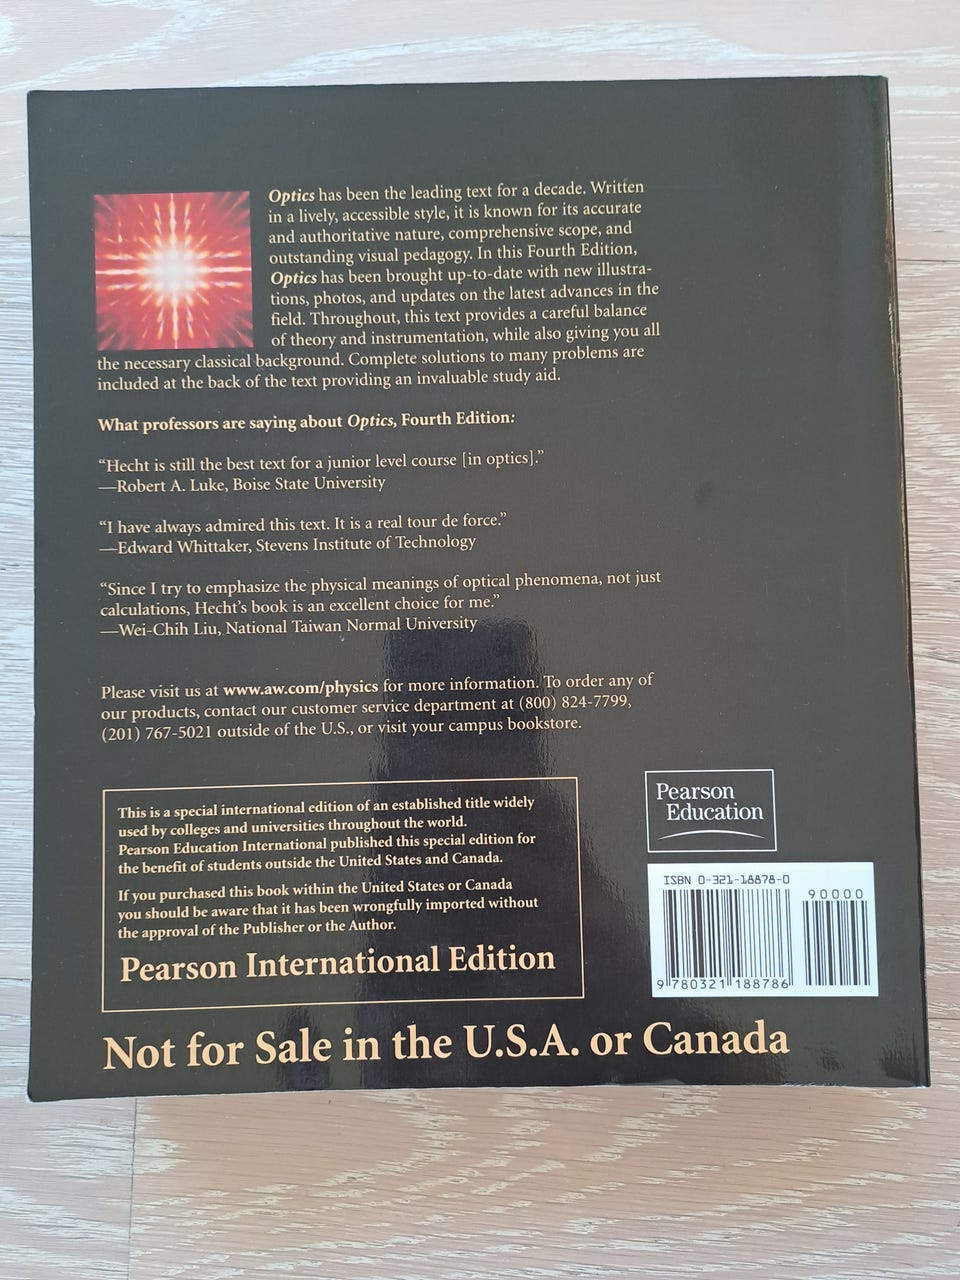 Optics has been the leading text for a decade. Written
in a lively, accessible style, it is known for its accurate
and authoritative nature, comprehensive scope, and
outstanding visual pedagogy. In this Fourth Edition,
Optics has been brought up-to-date with new illustra-
tions, photos, and updates on the latest advances in the
field. Throughout, this text provides a careful balance
of theory and instrumentation, while also giving you all
the necessary classical background. Complete solutions to many problems are
included at the back of the text providing an invaluable study aid.
What professors are saying about Optics, Fourth Edition:
“Hecht is still the best text for a junior level course [in optics].”
—Robert A. Luke, Boise State University
“I have always admired this text. It is a real tour de force.”
—Edward Whittaker, Stevens Institute of Technology
“Since I try to emphasize the physical meanings of optical phenomena, not just
calculations, Hecht’s book is an excellent choice for me.”
—Wei-Chih Liu, National Taiwan Normal University
Please visit us at www.aw.com/physics for more information. To order any of
our products, contact our customer service department at (800) 824-7799,
(201) 767-5021 outside of the U.S., or visit your campus bookstore.
This is a special international edition of an established title widely
used by colleges and universities throughout the world.
Pearson Education International published this special edition for
the benefit of students outside the United States and Canada.
If you purchased this book within the United States or Canada
you should be aware that it has been wrongfully imported without
the approval of the Publisher or the Author.
Pearson International Edition
Pearson
Education
ISBN 0-321-18878-0
90000
9 780321 188786
Not for Sale in the U.S.A. or Canada